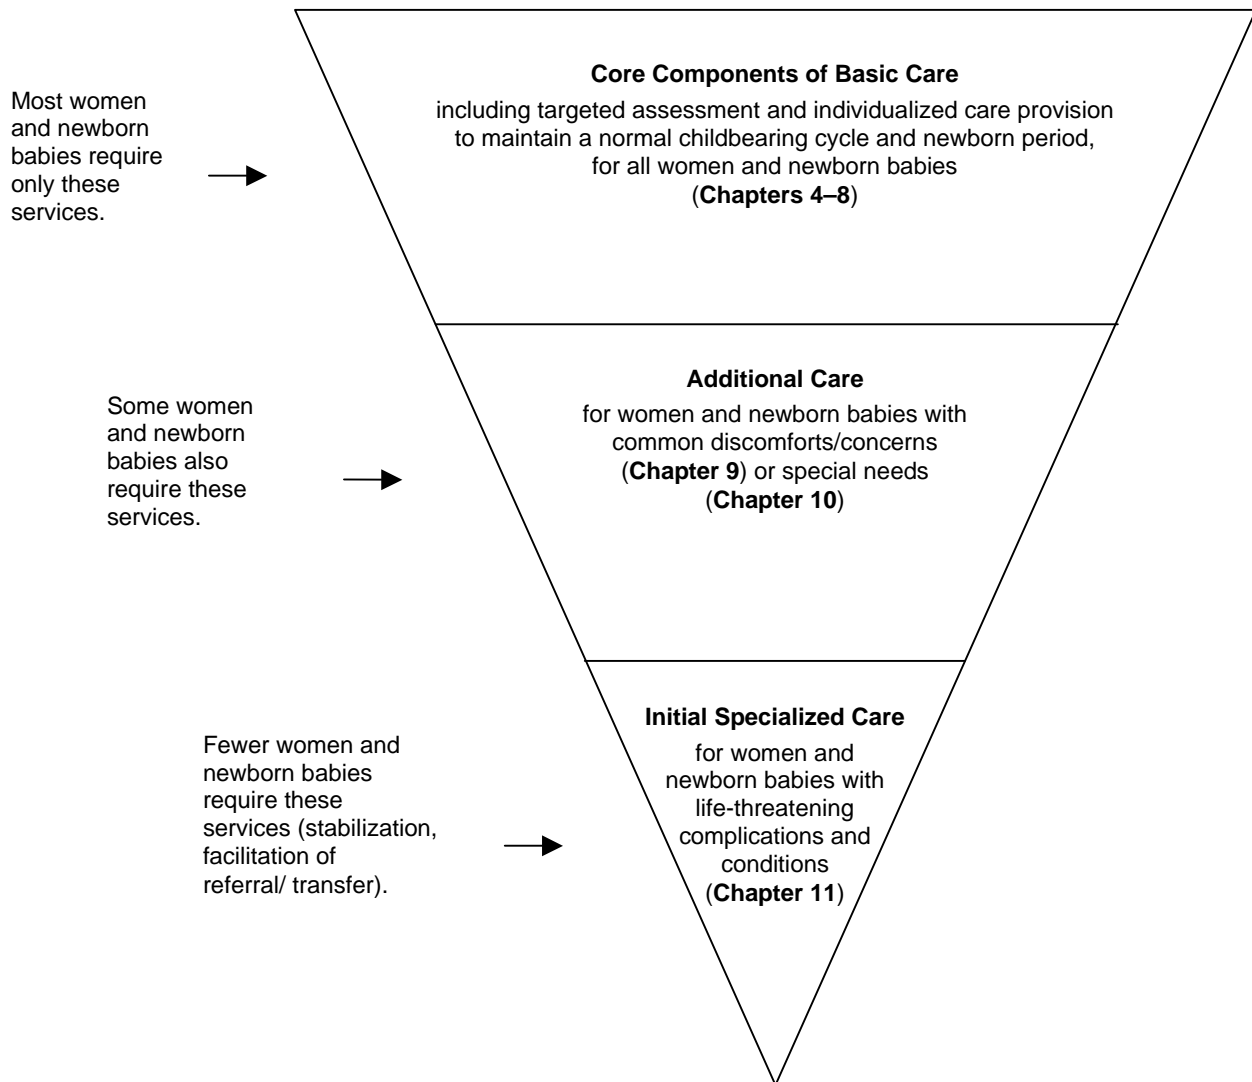 Core Components of Basic Care
including targeted assessment and individualized care provision
to maintain a normal childbearing cycle and newborn period,
for all women and newborn babies
(Chapters 4–8)
Most women
and newborn
babies require
only these
services.
Additional Care
for women and newborn babies with
common discomforts/concerns
(Chapter 9) or special needs
(Chapter 10)
Some women
and newborn
babies also
require these
services.
Initial Specialized Care
for women and
newborn babies with
life-threatening
complications and
conditions
(Chapter 11)
Fewer women and
newborn babies
require these
services (stabilization,
facilitation of
referral/ transfer).